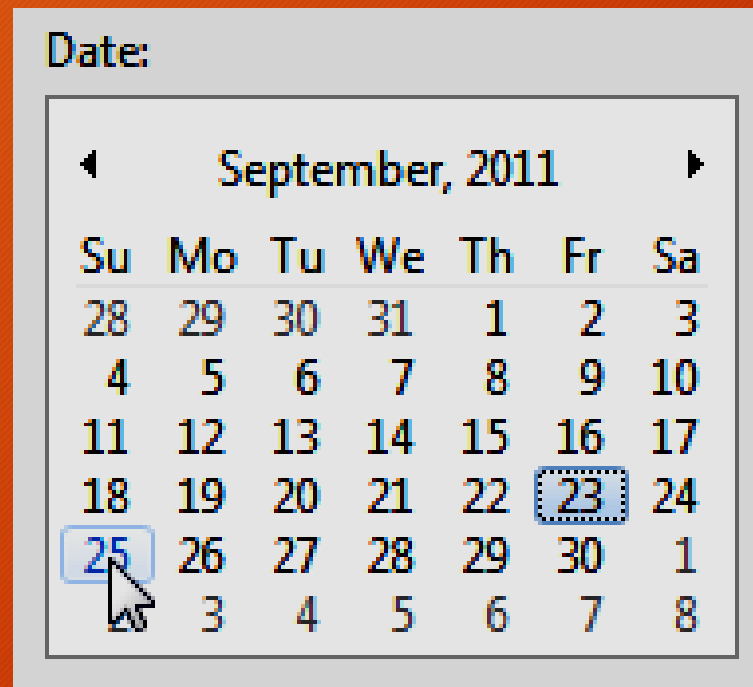 Date:
September, 2011
Su Mo Tu We Th Fr Sa
28 29 30 31 1 2 3
4 5 6 7 8 9 10
11 12 13 14 15 16 17
18 19 20 21 22 23 24
25 26 27 28 29 30 1
3 4 5 6 7 8